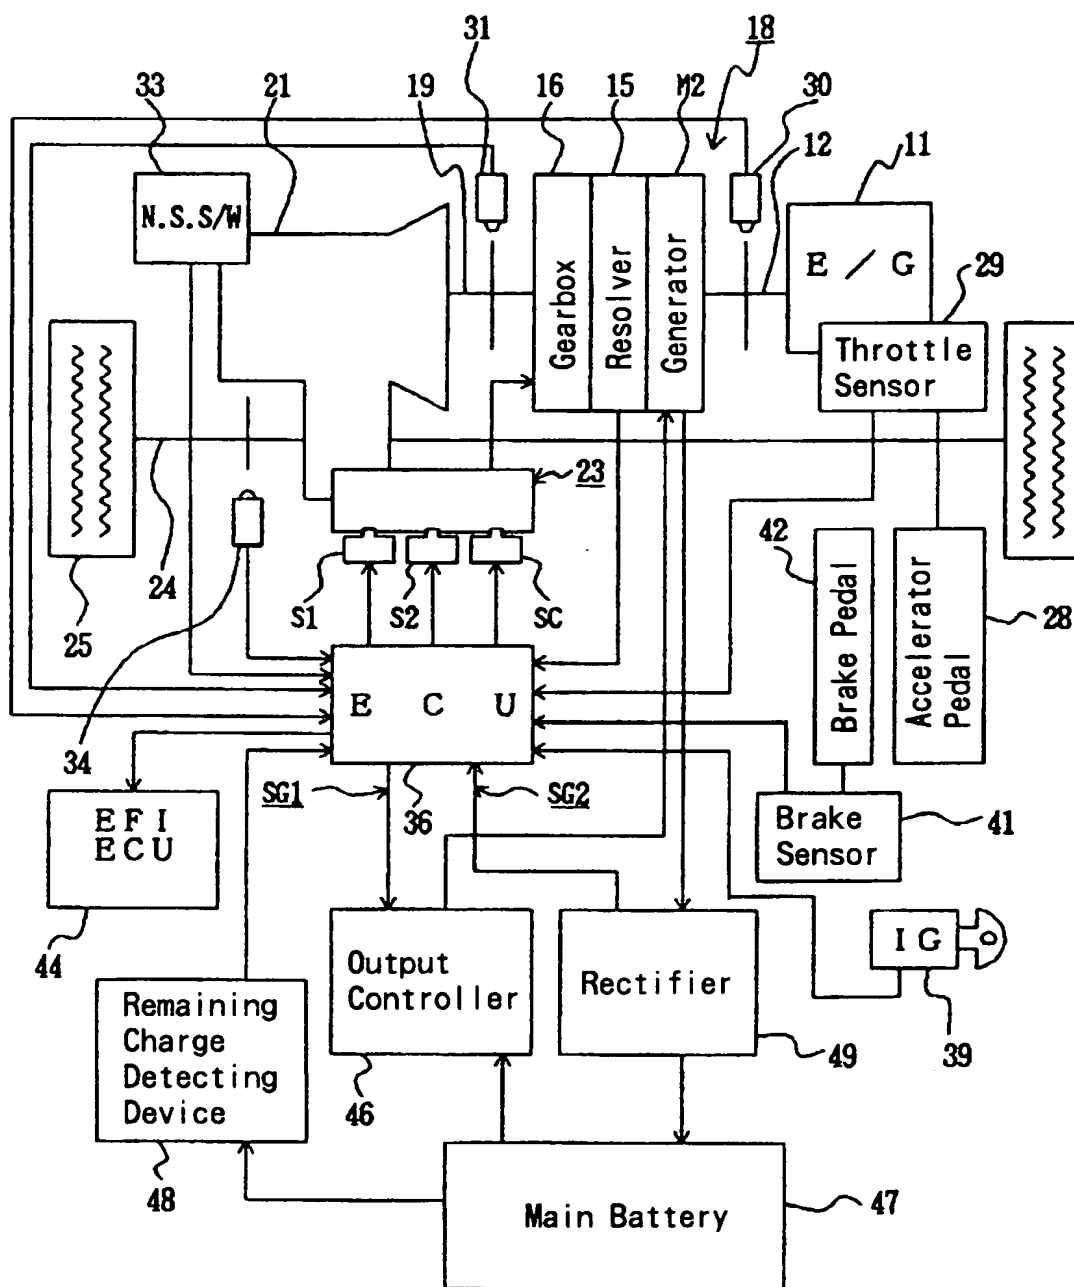 31
18
33
21
19
16
15
M2
30
12
11
N.S.S/W
E / G
29
Gearbox
Resolver
Generator
Throttle
Sensor
23
42
S1
S2
SC
24
25
Brake Pedal
Accelerator
Pedal
28
E C U
34
SG1
36
SG2
E F I
E C U
Brake
Sensor
41
44
I G
Output
Controller
Rectifier
39
Remaining
Charge
Detecting
Device
46
49
48
Main Battery
47